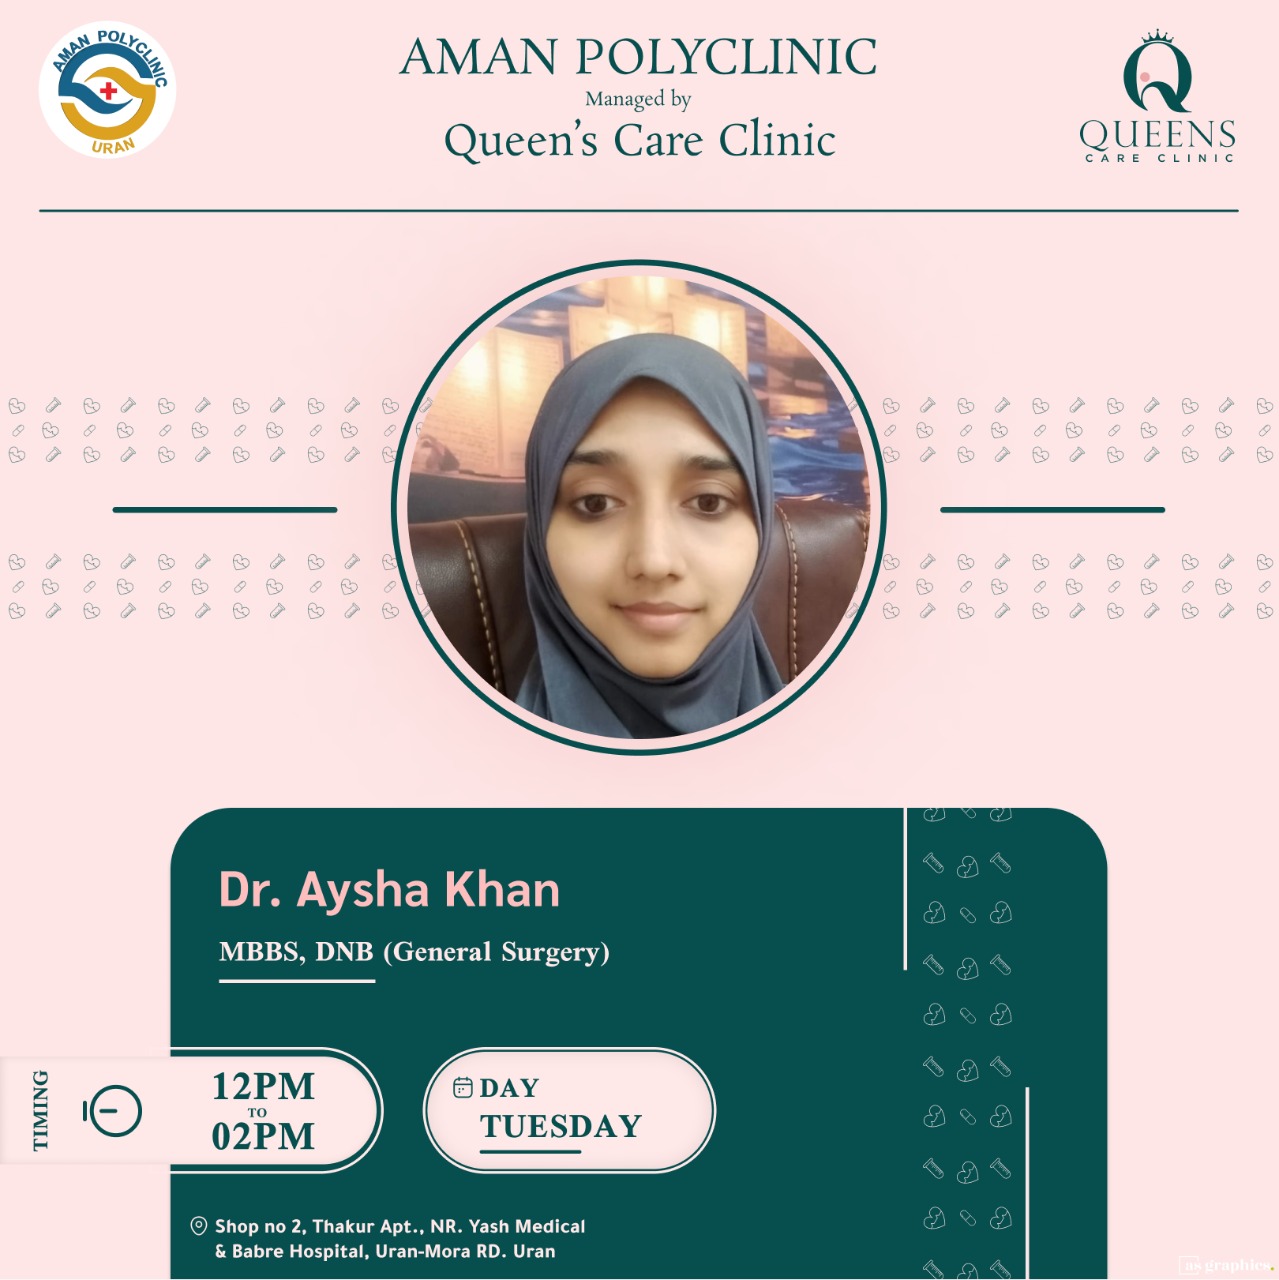 AMAN POLYCLINIC
URAN
AMAN POLYCLINIC
Managed by
Queen's Care Clinic
Q
QUEENS
CARE CLINIC
Dr. Aysha Khan
MBBS, DNB (General Surgery)
TIMING
12PM
TO
02PM
DAY
TUESDAY
Shop no 2, Thakur Apt., NR. Yash Medical
& Babre Hospital, Uran-Mora RD. Uran
as graphics.